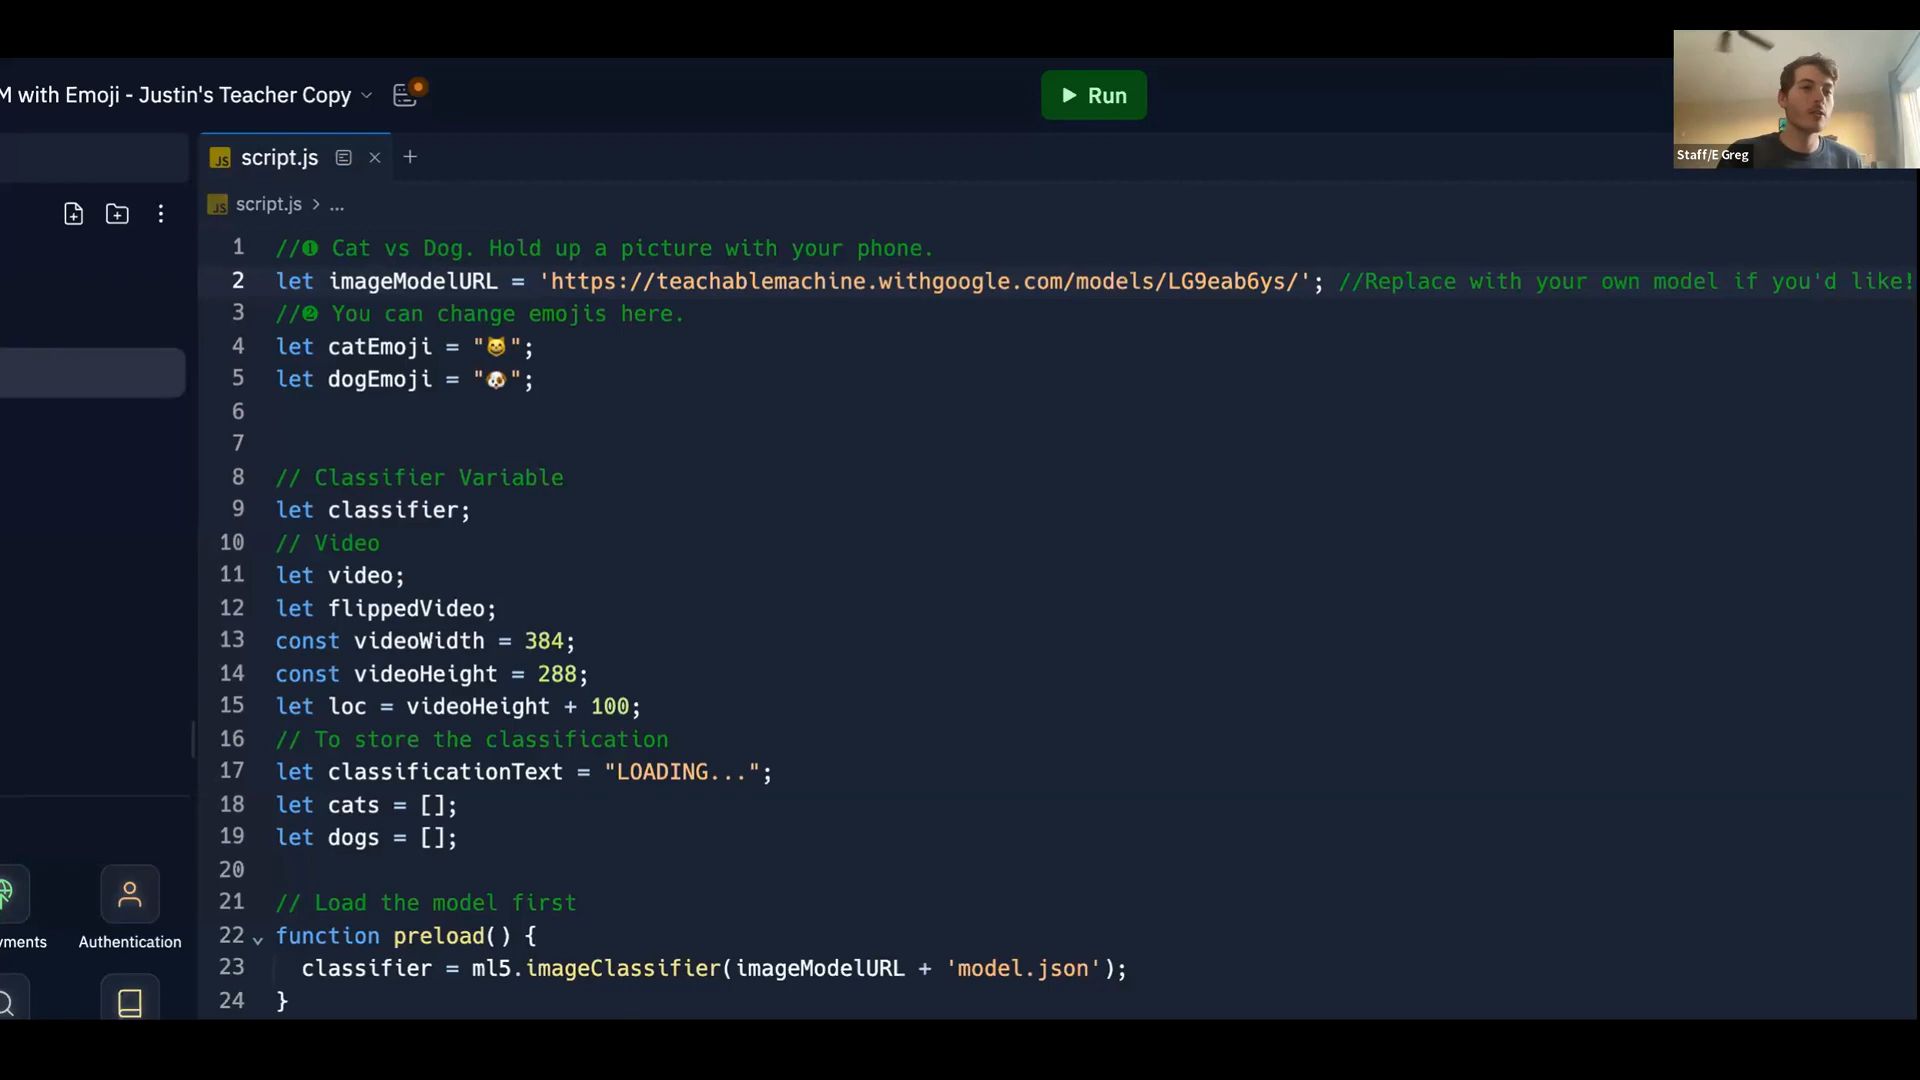 M with Emoji - Justin's Teacher Copy
Run
Staff/E Greg
JS script.js
JS script.js > ...
1 //❶ Cat vs Dog. Hold up a picture with your phone.
2 let imageModelURL = 'https://teachablemachine.withgoogle.com/models/LG9eab6ys/'; //Replace with your own model if you'd like!
3 //❷ You can change emojis here.
4 let catEmoji = "😺";
5 let dogEmoji = "🐶";
6
7
8 // Classifier Variable
9 let classifier;
10 // Video
11 let video;
12 let flippedVideo;
13 const videoWidth = 384;
14 const videoHeight = 288;
15 let loc = videoHeight + 100;
16 // To store the classification
17 let classificationText = "LOADING...";
18 let cats = [];
19 let dogs = [];
20
21 // Load the model first
22 function preload() {
23 classifier = ml5.imageClassifier(imageModelURL + 'model.json');
24 }
yments
Authentication